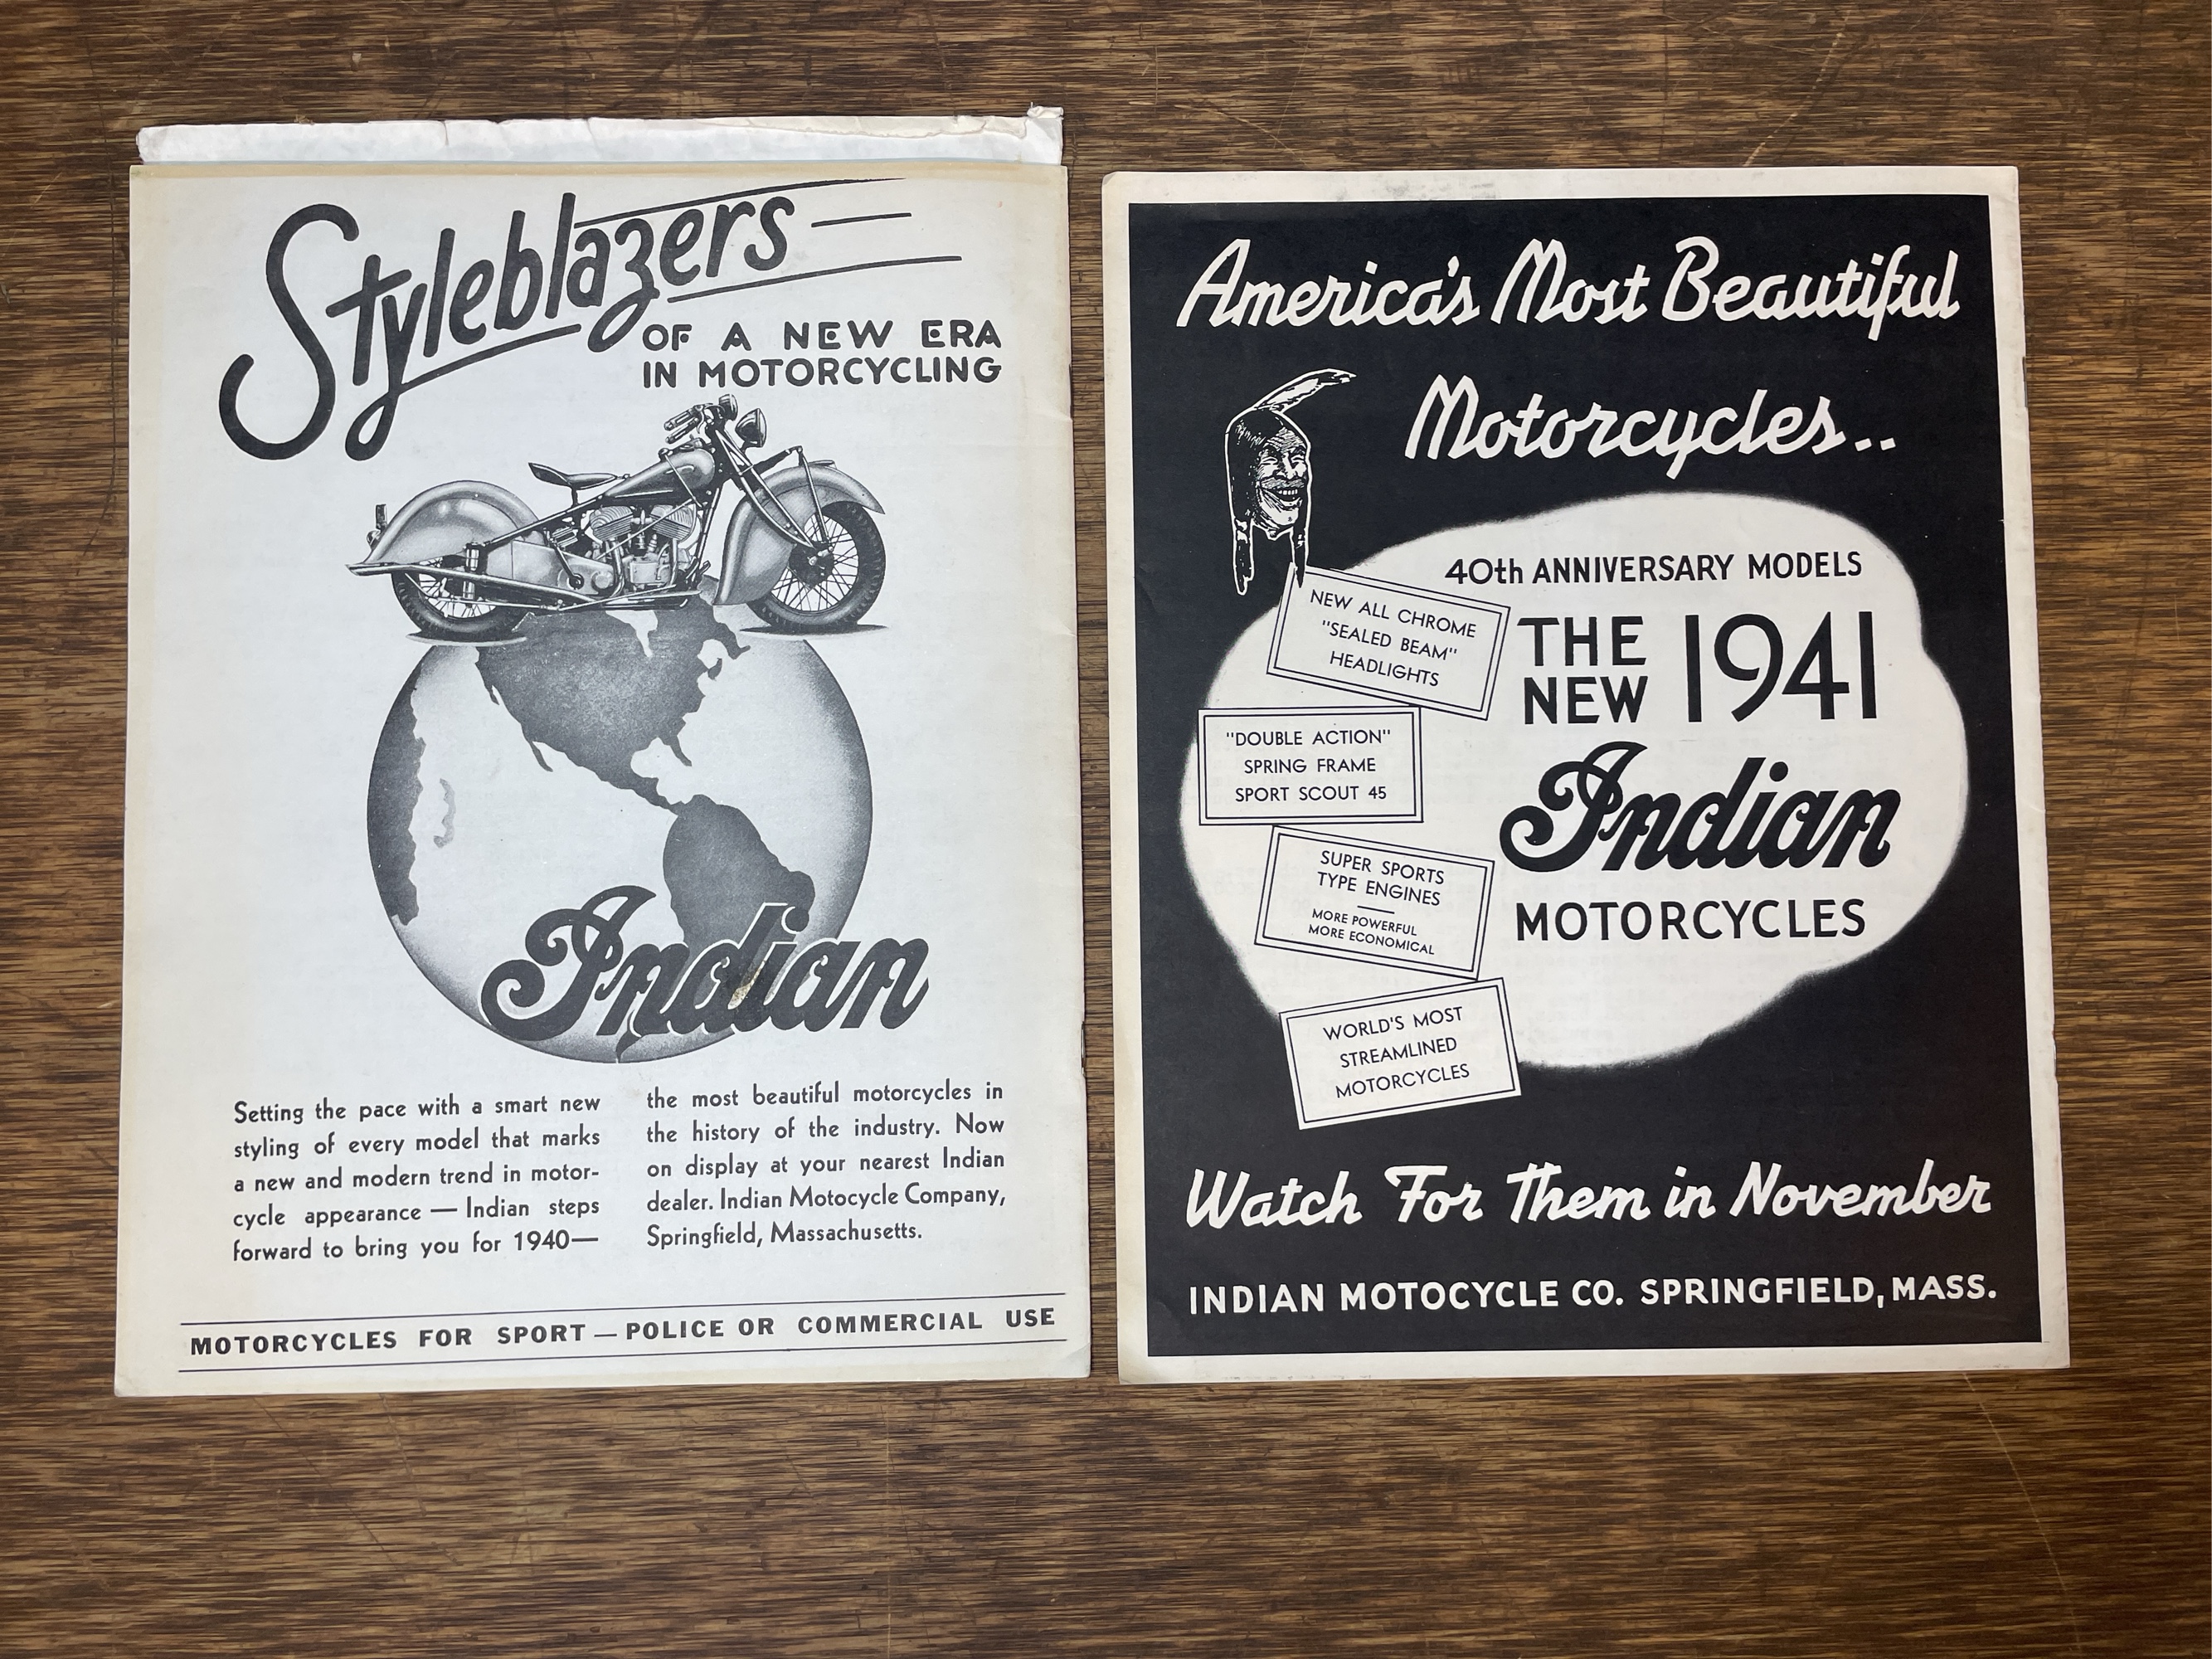 Styleblazers
OF A NEW ERA
IN MOTORCYCLING
Indian
Setting the pace with a smart new
styling of every model that marks
a new and modern trend in motor-
cycle appearance — Indian steps
forward to bring you for 1940—
the most beautiful motorcycles in
the history of the industry. Now
on display at your nearest Indian
dealer. Indian Motocycle Company,
Springfield, Massachusetts.
MOTORCYCLES FOR SPORT — POLICE OR COMMERCIAL USE
America's Most Beautiful
Motorcycles..
40th ANNIVERSARY MODELS
THE NEW 1941
Indian
MOTORCYCLES
NEW ALL CHROME
"SEALED BEAM"
HEADLIGHTS
"DOUBLE ACTION"
SPRING FRAME
SPORT SCOUT 45
SUPER SPORTS
TYPE ENGINES
MORE POWERFUL
MORE ECONOMICAL
WORLD'S MOST
STREAMLINED
MOTORCYCLES
Watch For Them in November
INDIAN MOTOCYCLE CO. SPRINGFIELD, MASS.